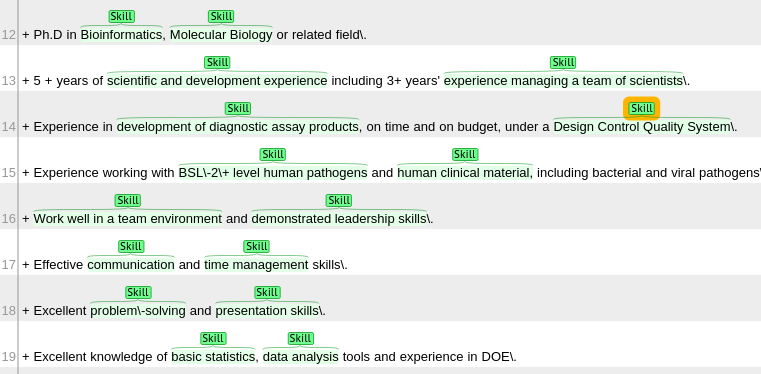 Skill Skill
12 + Ph.D in Bioinformatics, Molecular Biology or related field\.
Skill Skill
13 + 5 + years of scientific and development experience including 3+ years' experience managing a team of scientists\.
Skill Skill
14 + Experience in development of diagnostic assay products, on time and on budget, under a Design Control Quality System\.
Skill Skill
15 + Experience working with BSL\-2\+ level human pathogens and human clinical material, including bacterial and viral pathogens\
Skill Skill
16 + Work well in a team environment and demonstrated leadership skills\.
Skill Skill
17 + Effective communication and time management skills\.
Skill Skill
18 + Excellent problem\-solving and presentation skills\.
Skill Skill
19 + Excellent knowledge of basic statistics, data analysis tools and experience in DOE\.